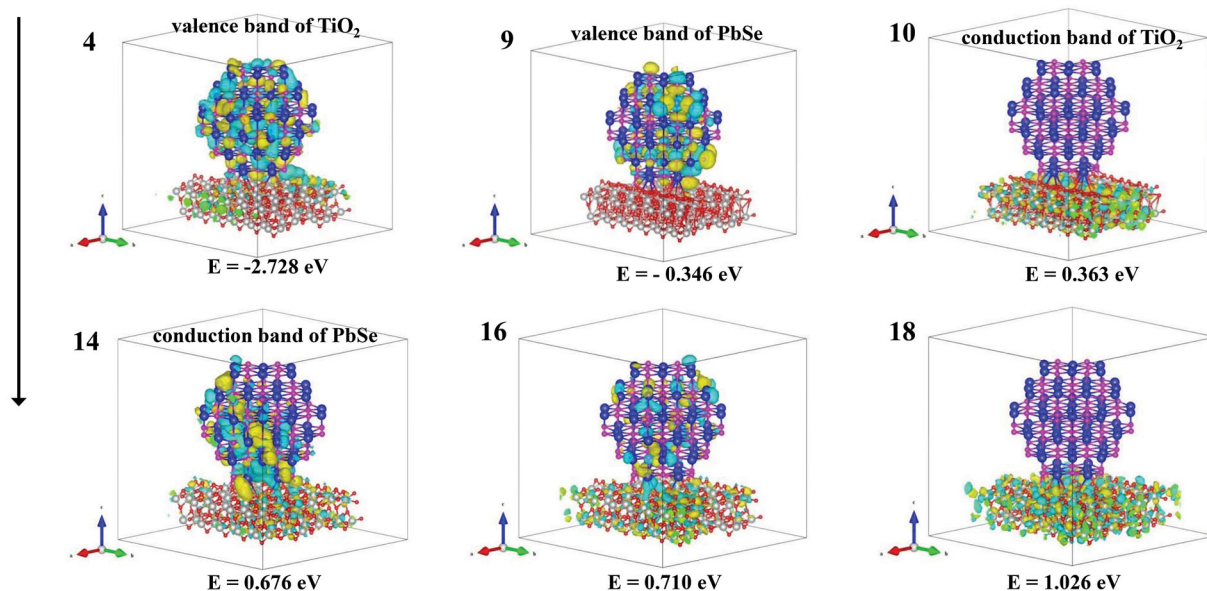 4
valence band of TiO₂
E = -2.728 eV
9
valence band of PbSe
E = - 0.346 eV
10
conduction band of TiO₂
E = 0.363 eV
14
conduction band of PbSe
E = 0.676 eV
16
E = 0.710 eV
18
E = 1.026 eV